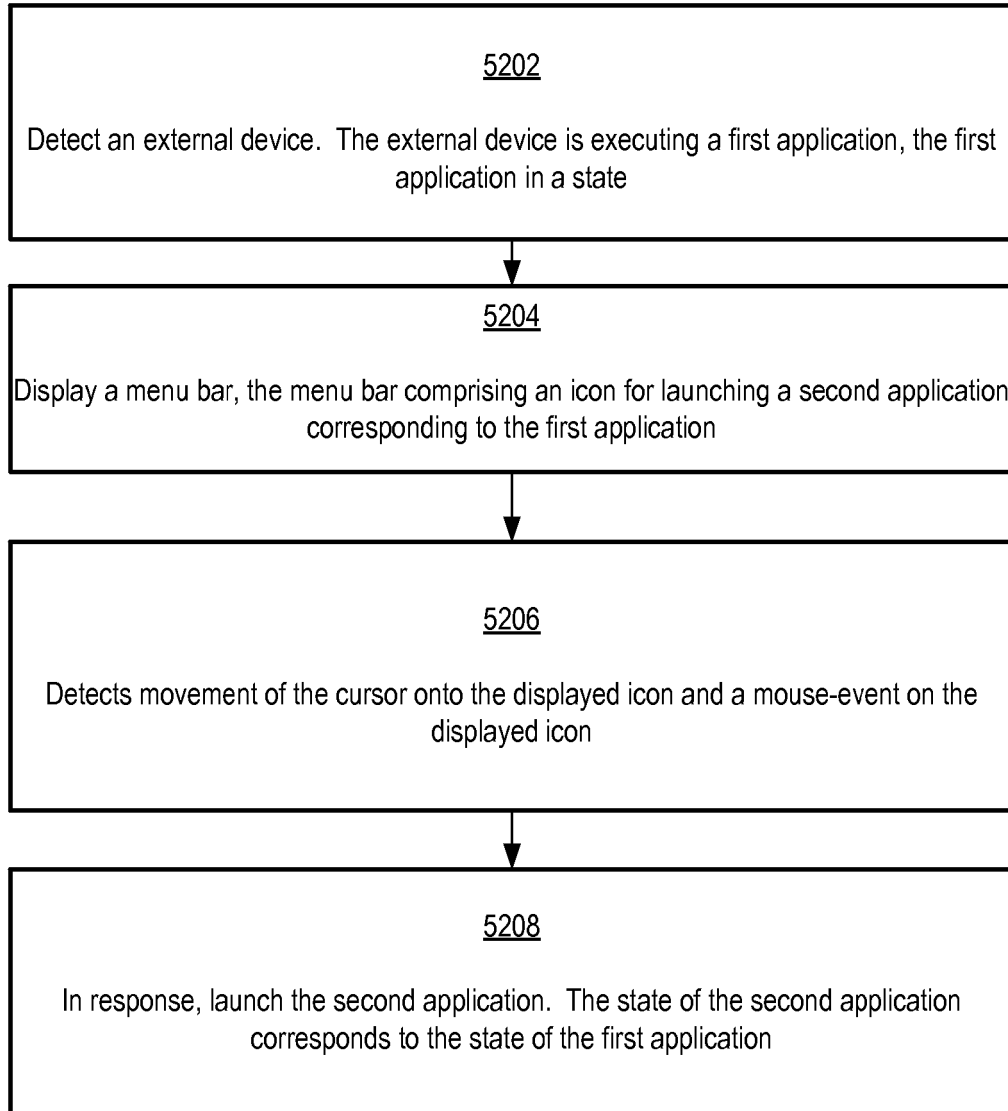 5202
Detect an external device.  The external device is executing a first application, the first
application in a state
5204
Display a menu bar, the menu bar comprising an icon for launching a second application
corresponding to the first application
5206
Detects movement of the cursor onto the displayed icon and a mouse-event on the
displayed icon
5208
In response, launch the second application.  The state of the second application
corresponds to the state of the first application